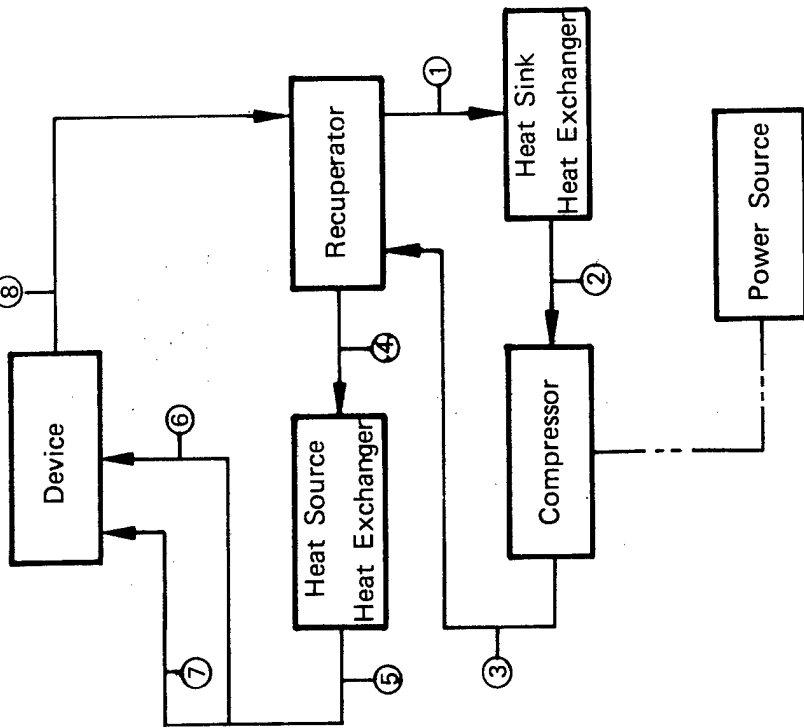 Device
⑧
⑥
⑦
Recuperator
①
④
Heat Source
Heat Exchanger
⑤
③
Heat Sink
Heat Exchanger
②
Compressor
Power Source